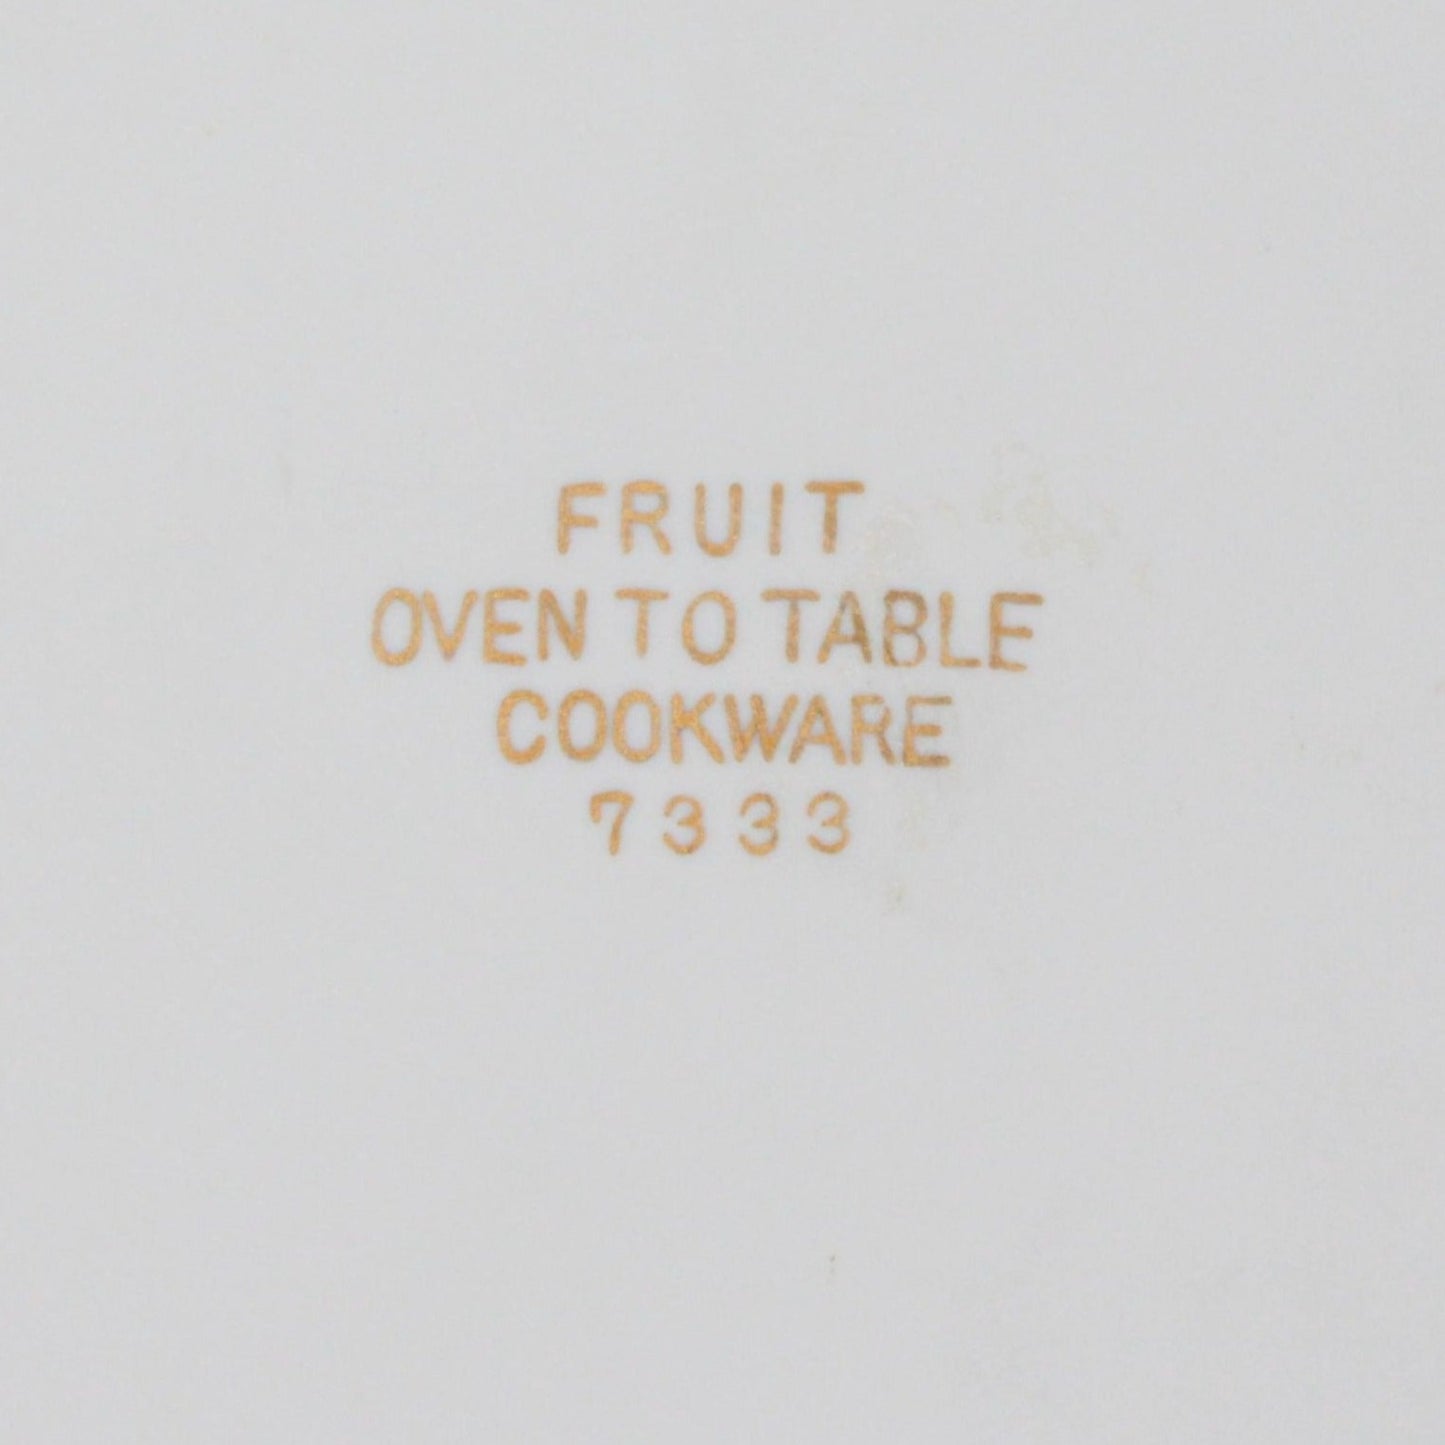 FRUIT
OVEN TO TABLE
COOKWARE
7333